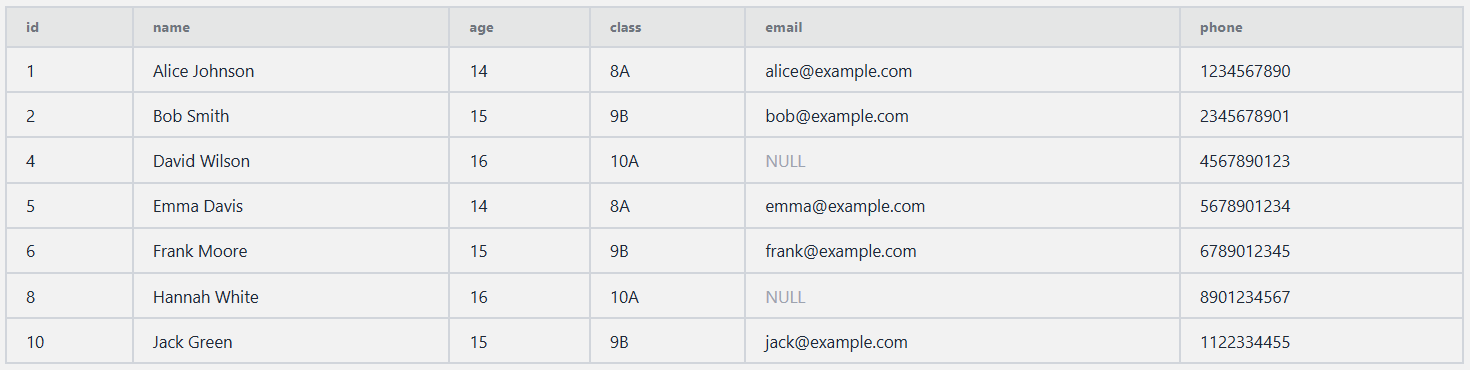 id name age class email phone
1 Alice Johnson 14 8A alice@example.com 1234567890
2 Bob Smith 15 9B bob@example.com 2345678901
4 David Wilson 16 10A NULL 4567890123
5 Emma Davis 14 8A emma@example.com 5678901234
6 Frank Moore 15 9B frank@example.com 6789012345
8 Hannah White 16 10A NULL 8901234567
10 Jack Green 15 9B jack@example.com 1122334455